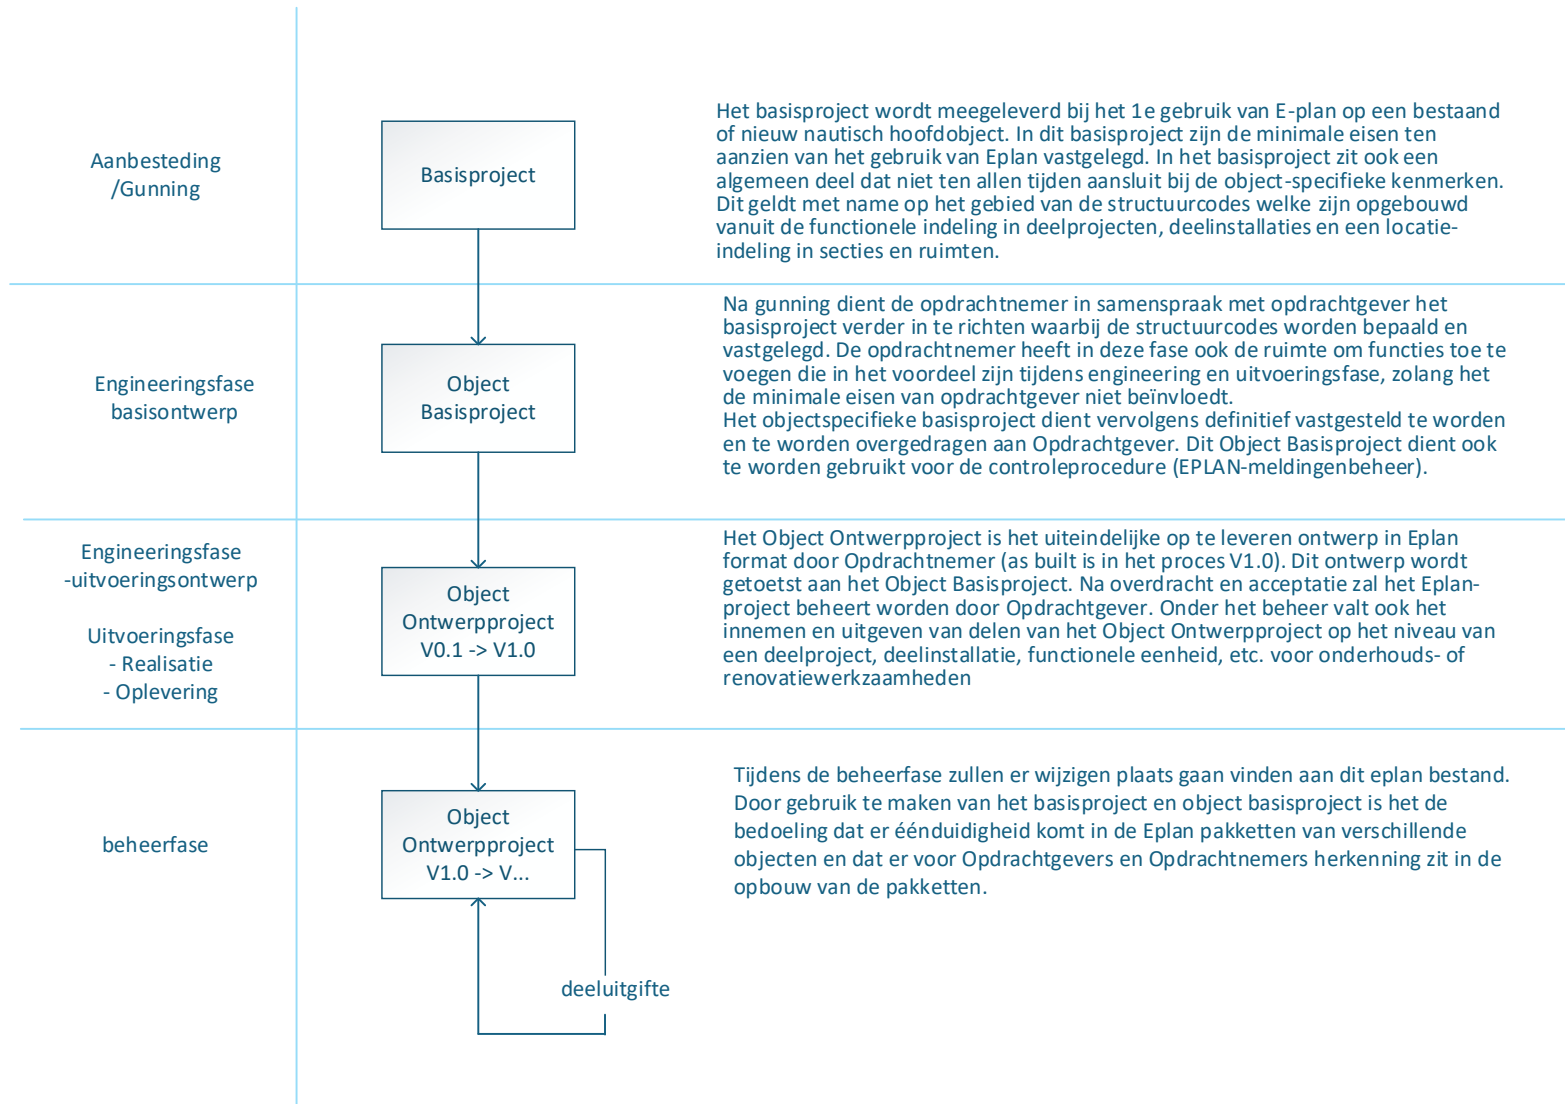 Aanbesteding
/Gunning
Basisproject
Het basisproject wordt meegeleverd bij het 1e gebruik van E-plan op een bestaand
of nieuw nautisch hoofdobject. In dit basisproject zijn de minimale eisen ten
aanzien van het gebruik van Eplan vastgelegd. In het basisproject zit ook een
algemeen deel dat niet ten allen tijden aansluit bij de object-specifieke kenmerken.
Dit geldt met name op het gebied van de structuurcodes welke zijn opgebouwd
vanuit de functionele indeling in deelprojecten, deelinstallaties en een locatie-
indeling in secties en ruimten.
Engineeringsfase
basisontwerp
Object
Basisproject
Na gunning dient de opdrachtnemer in samenspraak met opdrachtgever het
basisproject verder in te richten waarbij de structuurcodes worden bepaald en
vastgelegd. De opdrachtnemer heeft in deze fase ook de ruimte om functies toe te
voegen die in het voordeel zijn tijdens engineering en uitvoeringsfase, zolang het
de minimale eisen van opdrachtgever niet beïnvloedt.
Het objectspecifieke basisproject dient vervolgens definitief vastgesteld te worden
en te worden overgedragen aan Opdrachtgever. Dit Object Basisproject dient ook
te worden gebruikt voor de controleprocedure (EPLAN-meldingenbeheer).
Engineeringsfase
-uitvoeringsontwerp
Uitvoeringsfase
- Realisatie
- Oplevering
Object
Ontwerpproject
V0.1 -> V1.0
Het Object Ontwerpproject is het uiteindelijke op te leveren ontwerp in Eplan
format door Opdrachtnemer (as built is in het proces V1.0). Dit ontwerp wordt
getoetst aan het Object Basisproject. Na overdracht en acceptatie zal het Eplan-
project beheert worden door Opdrachtgever. Onder het beheer valt ook het
innemen en uitgeven van delen van het Object Ontwerpproject op het niveau van
een deelproject, deelinstallatie, functionele eenheid, etc. voor onderhouds- of
renovatiewerkzaamheden
beheerfase
Object
Ontwerpproject
V1.0 -> V...
deeluitgifte
Tijdens de beheerfase zullen er wijzigen plaats gaan vinden aan dit eplan bestand.
Door gebruik te maken van het basisproject en object basisproject is het de
bedoeling dat er éénduidigheid komt in de Eplan pakketten van verschillende
objecten en dat er voor Opdrachtgevers en Opdrachtnemers herkenning zit in de
opbouw van de pakketten.